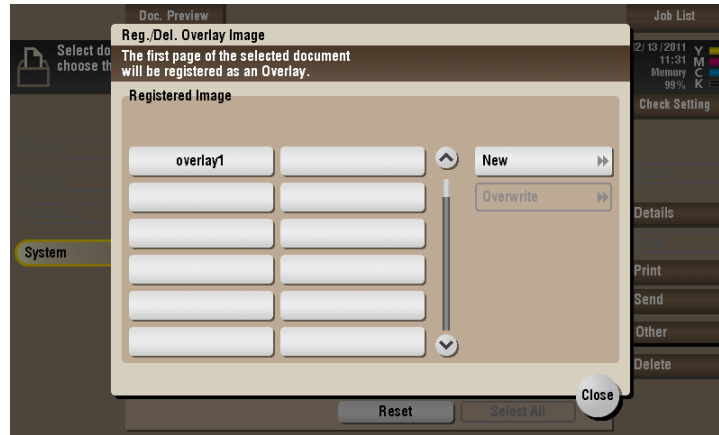 Doc. Preview
Job List
Reg./Del. Overlay Image
Select do
choose th
The first page of the selected document
will be registered as an Overlay.
12/13/2011
11:31
Memory
99%
Y
M
C
K
Registered Image
Check Setting
overlay1
New
Overwrite
Details
System
Print
Send
Other
Delete
Close
Reset
Select All